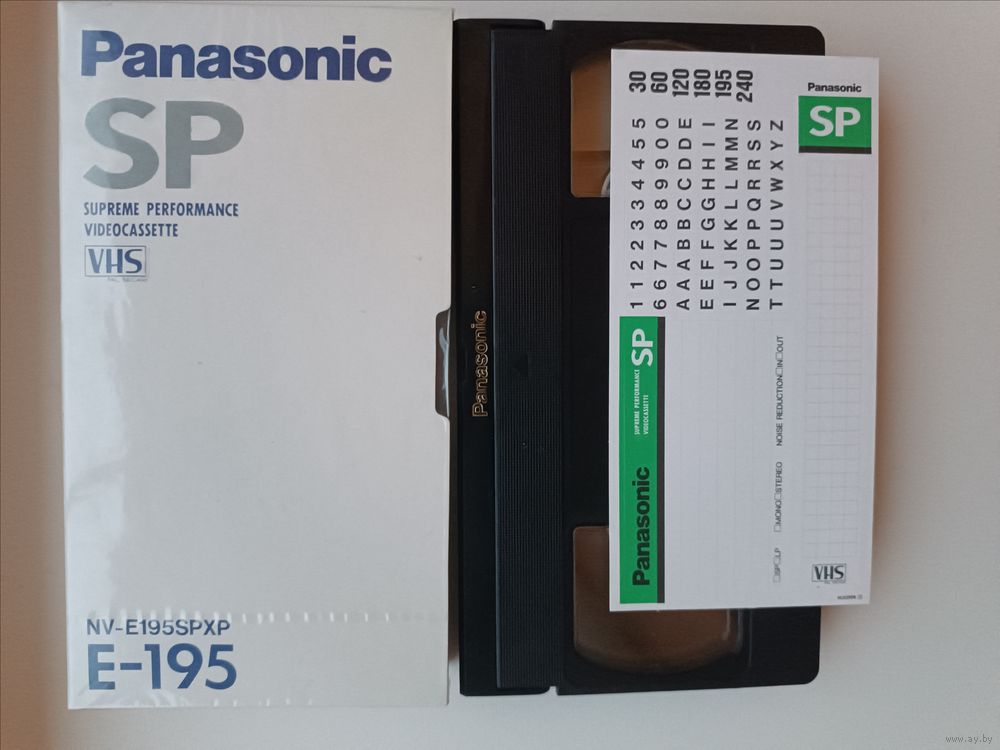 Panasonic
SP
SUPREME PERFORMANCE
VIDEOCASSETTE
VHS
PAL SECAM
NV-E195SPXP
E-195
Panasonic
Panasonic
SUPREME PERFORMANCE
VIDEOCASSETTE
SP
1 1 2 2 3 3 4 4 5 5 30
6 6 7 7 8 8 9 9 0 0 60
A A A B B C C D D E 120
E E F F G G H H I I 180
I J J K K L L M M N 195
N O O P P Q R R S S 240
T T U U U V W X Y Z
□SP□LP □MONO□STEREO NOISE REDUCTION□IN□OUT
Panasonic
SP
VHS
www.ay.by